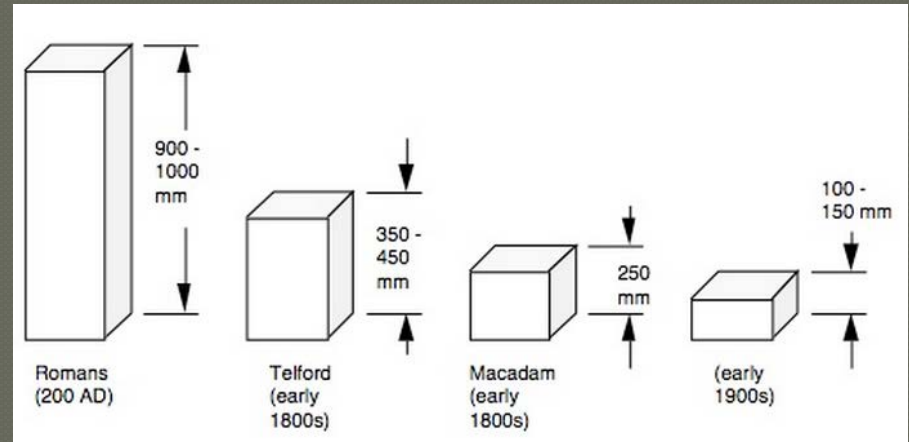 900 -
1000
mm
350 -
450
mm
250
mm
100 -
150 mm
Romans
(200 AD)
Telford
(early
1800s)
Macadam
(early
1800s)
(early
1900s)